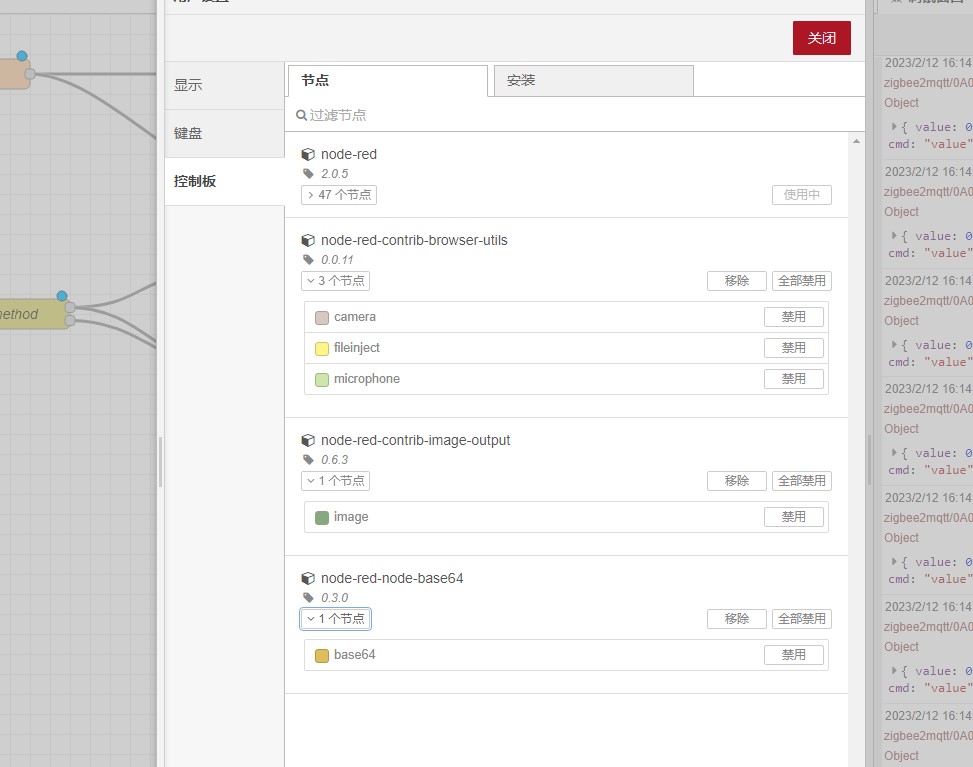 关闭
显示
键盘
控制板
节点
安装
过滤节点
node-red
2.0.5
47 个节点
使用中
node-red-contrib-browser-utils
0.0.11
3 个节点
移除
全部禁用
camera
禁用
fileinject
禁用
microphone
禁用
node-red-contrib-image-output
0.6.3
1 个节点
移除
全部禁用
image
禁用
node-red-node-base64
0.3.0
1 个节点
移除
全部禁用
base64
禁用
2023/2/12 16:14
zigbee2mqtt/0A0
Object
{ value: 0
cmd: "value"
2023/2/12 16:14
zigbee2mqtt/0A0
Object
{ value: 0
cmd: "value"
2023/2/12 16:14
zigbee2mqtt/0A0
Object
{ value: 0
cmd: "value"
2023/2/12 16:14
zigbee2mqtt/0A0
Object
{ value: 0
cmd: "value"
2023/2/12 16:14
zigbee2mqtt/0A0
Object
{ value: 0
cmd: "value"
2023/2/12 16:14
zigbee2mqtt/0A0
Object
{ value: 0
cmd: "value"
2023/2/12 16:14
zigbee2mqtt/0A0
Object